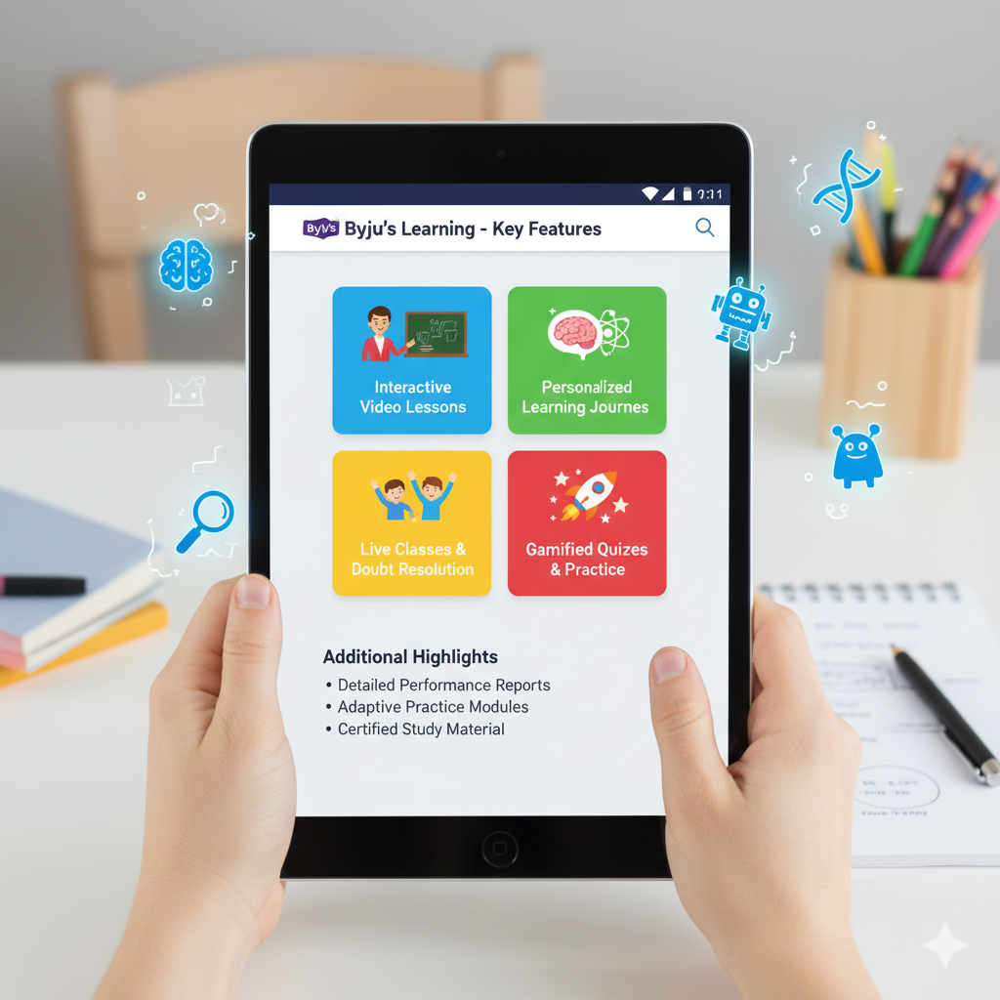 9:11
Byju's Byju's Learning - Key Features
Interactive
Video Lessons
Personalized
Learning Journes
Live Classes &
Doubt Resolution
Gamified Quizes
& Practice
Additional Highlights
• Detailed Performance Reports
• Adaptive Practice Modules
• Certified Study Material